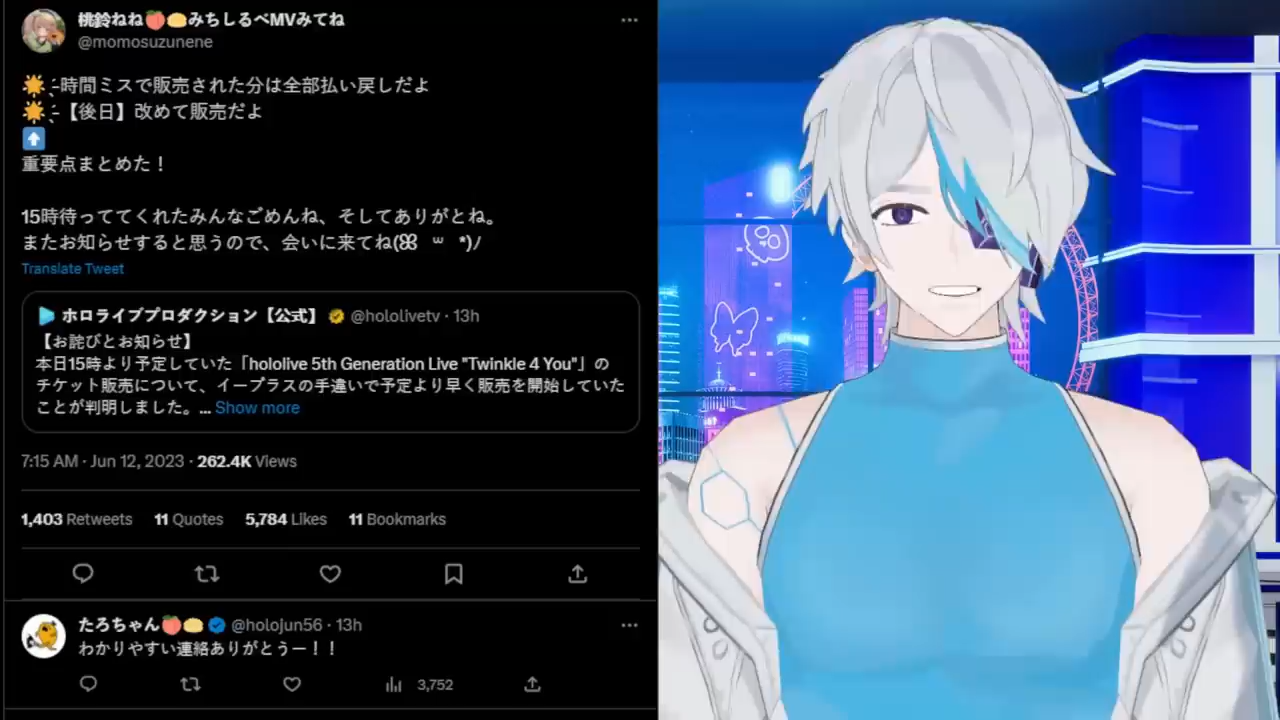 桃鈴ねね🍑🥟みちしるべMVみてね
@momosuzunene
🌟 ̖́-時間ミスで販売された分は全部払い戻しだよ
🌟 ̖́-【後日】改めて販売だよ
⬆️
重要点まとめた！
15時待っててくれたみんなごめんね、そしてありがとね。
またお知らせすると思うので、会いに来てね(ꕤ ᐡ *)ﾉ
Translate Tweet
ホロライブプロダクション【公式】 @hololivetv · 13h
【お詫びとお知らせ】
本日15時より予定していた「hololive 5th Generation Live "Twinkle 4 You"」の
チケット販売について、イープラスの手違いで予定より早く販売を開始していた
ことが判明しました。... Show more
7:15 AM · Jun 12, 2023 · 262.4K Views
1,403 Retweets 11 Quotes 5,784 Likes 11 Bookmarks
たろちゃん🍑🥟 @holojun56 · 13h
わかりやすい連絡ありがとうー！！
3,752